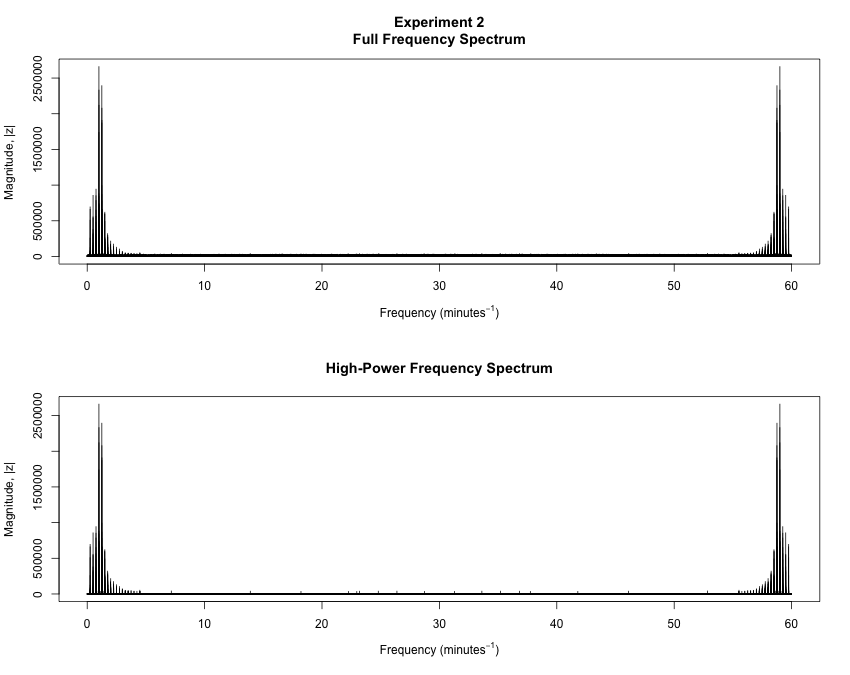 Experiment 2
Full Frequency Spectrum
Magnitude, |z|
2500000
1500000
500000
0
0 10 20 30 40 50 60
Frequency (minutes⁻¹)
High-Power Frequency Spectrum
Magnitude, |z|
2500000
1500000
500000
0
0 10 20 30 40 50 60
Frequency (minutes⁻¹)